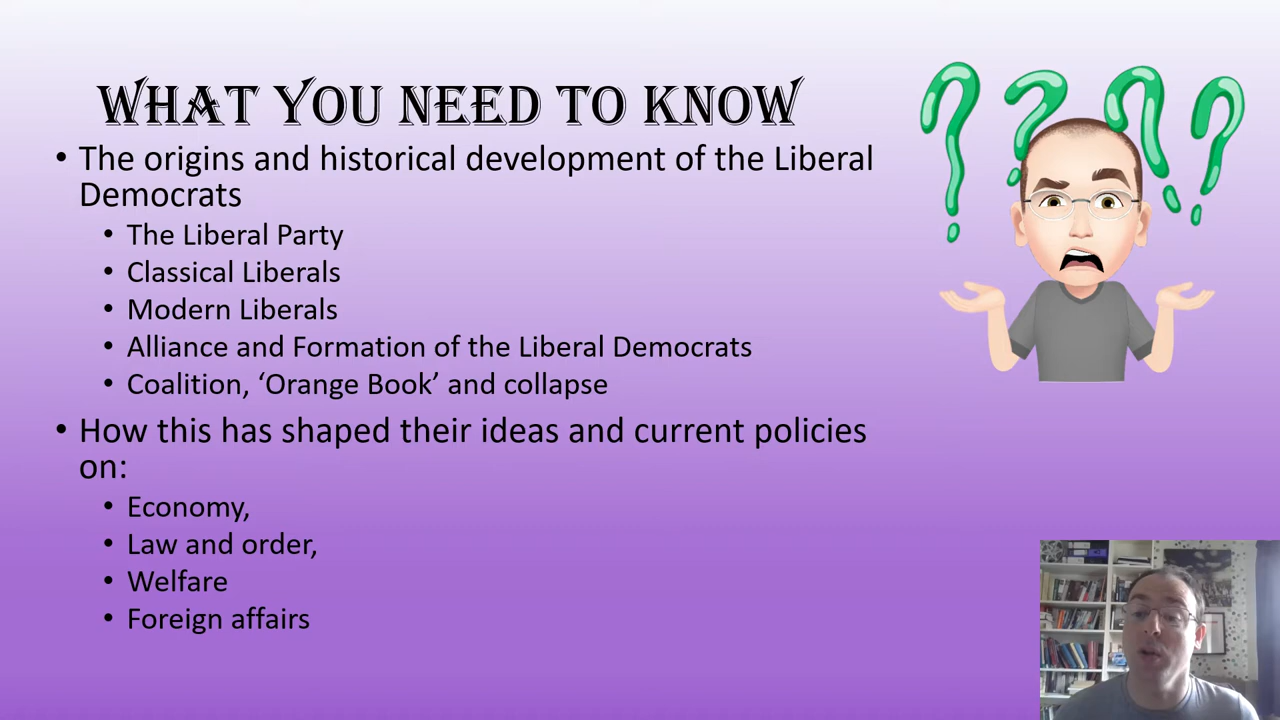 WHAT YOU NEED TO KNOW
• The origins and historical development of the Liberal
Democrats
• The Liberal Party
• Classical Liberals
• Modern Liberals
• Alliance and Formation of the Liberal Democrats
• Coalition, ‘Orange Book’ and collapse
• How this has shaped their ideas and current policies
on:
• Economy,
• Law and order,
• Welfare
• Foreign affairs